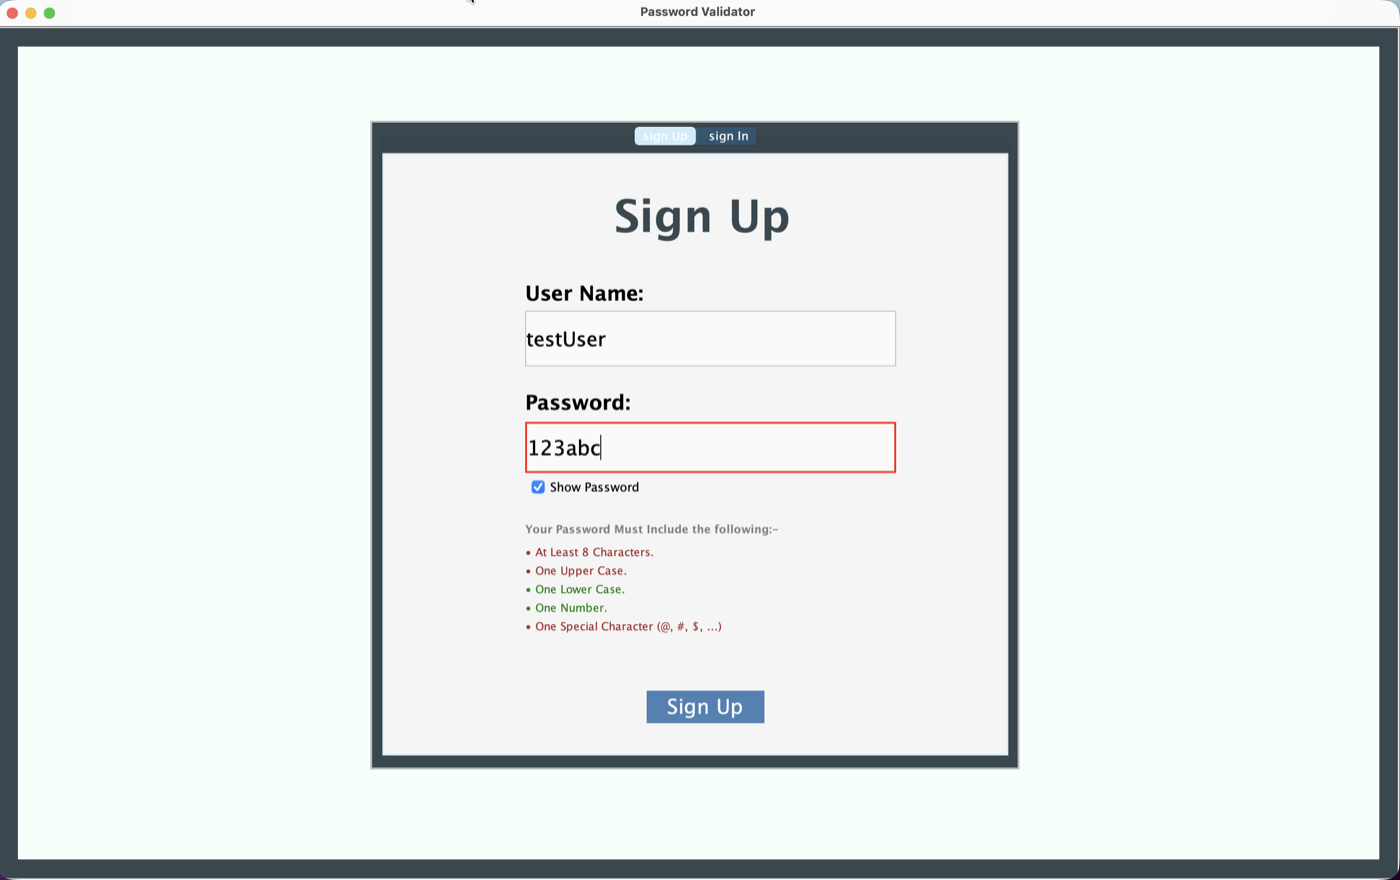 Password Validator
sign Up sign In
Sign Up
User Name:
testUser
Password:
123abc
Show Password
Your Password Must Include the following:-
• At Least 8 Characters.
• One Upper Case.
• One Lower Case.
• One Number.
• One Special Character (@, #, $, ...)
Sign Up